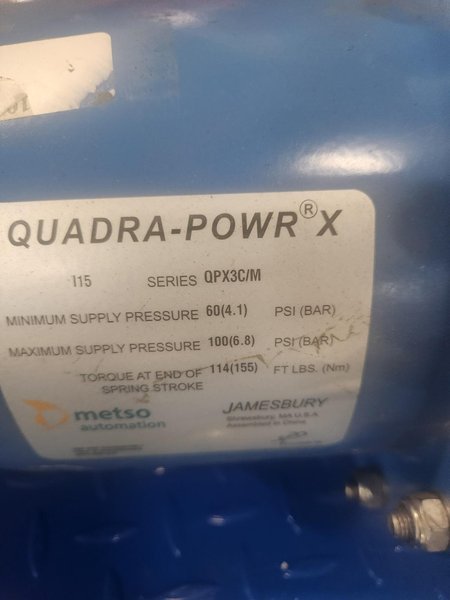 QUADRA-POWR® X
I15 SERIES QPX3C/M
MINIMUM SUPPLY PRESSURE 60(4.1) PSI (BAR)
MAXIMUM SUPPLY PRESSURE 100(6.8) PSI (BAR)
TORQUE AT END OF SPRING STROKE 114(155) FT LBS. (Nm)
metso automation
JAMESBURY
Shrewsbury, MA U.S.A.
Assembled in China